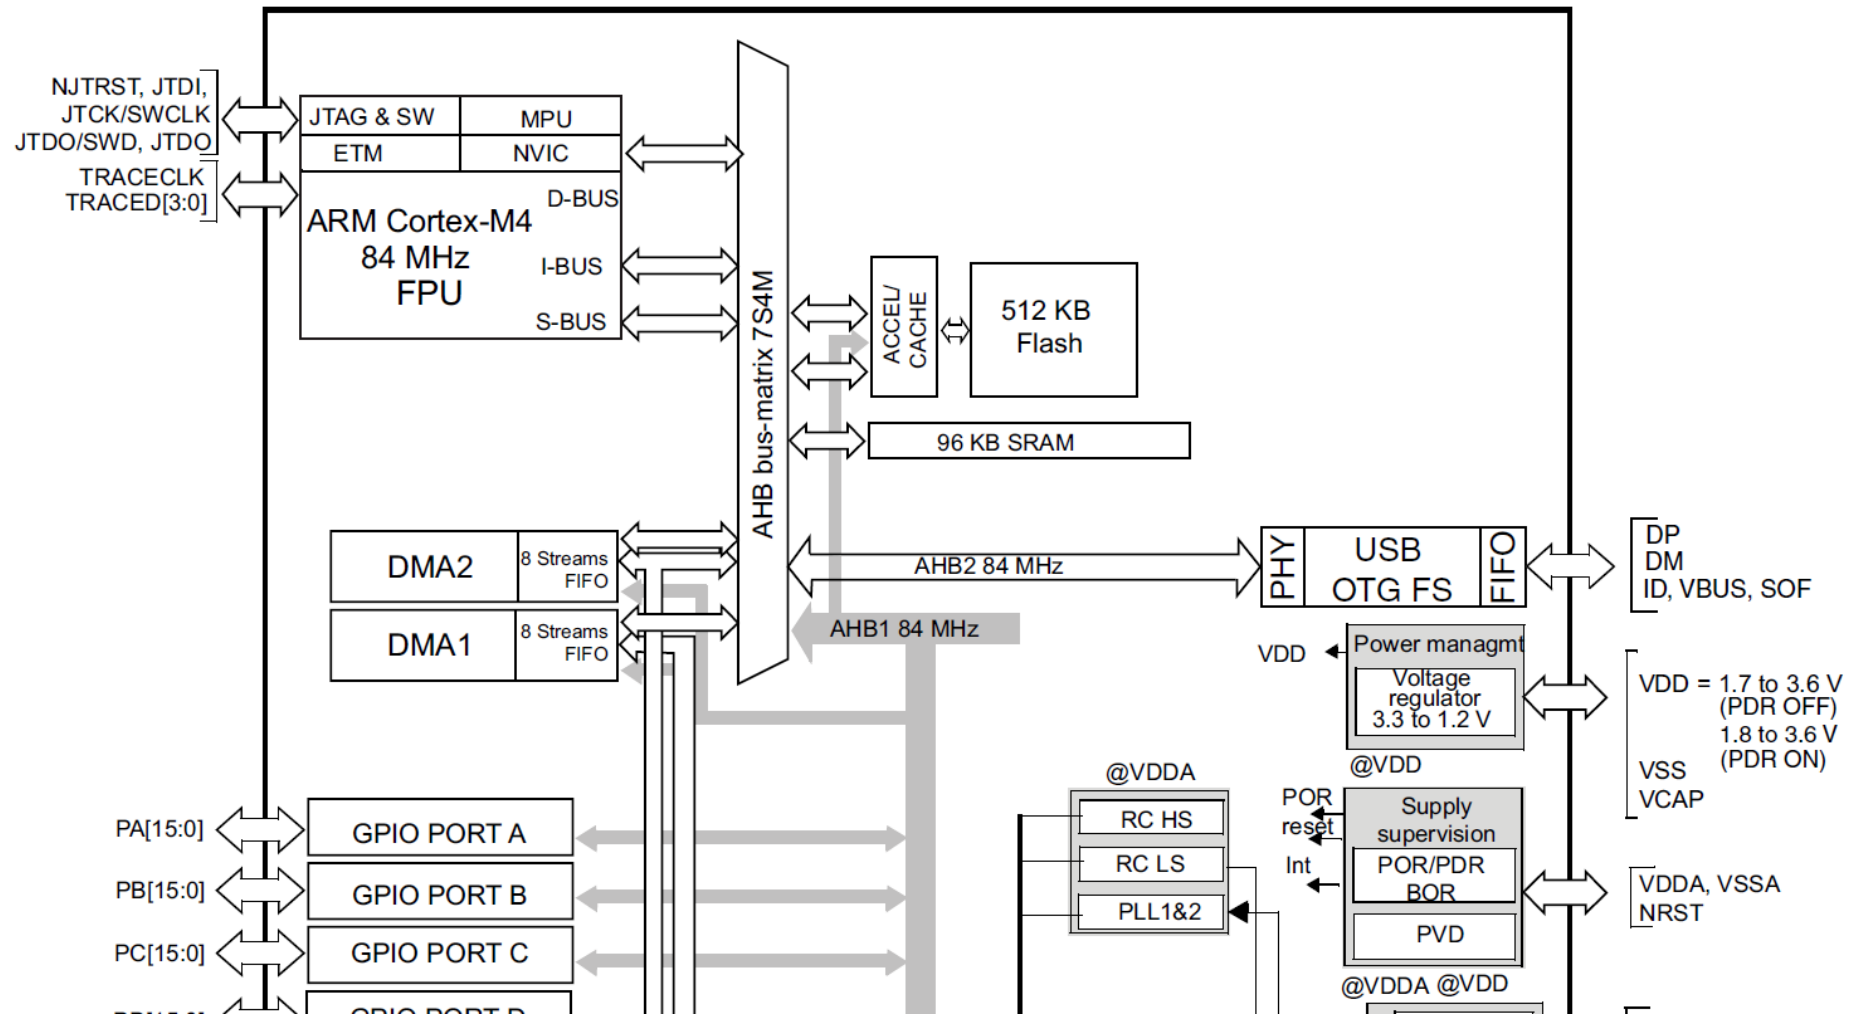 NJTRST, JTDI,
JTCK/SWCLK
JTDO/SWD, JTDO
TRACECLK
TRACED[3:0]
JTAG & SW
MPU
ETM
NVIC
D-BUS
ARM Cortex-M4
84 MHz
FPU
I-BUS
S-BUS
AHB bus-matrix 7S4M
ACCEL/
CACHE
512 KB
Flash
96 KB SRAM
DMA2
8 Streams
FIFO
DMA1
8 Streams
FIFO
AHB2 84 MHz
AHB1 84 MHz
PHY
USB
OTG FS
FIFO
DP
DM
ID, VBUS, SOF
VDD
Power managmt
Voltage
regulator
3.3 to 1.2 V
@VDD
VDD = 1.7 to 3.6 V
(PDR OFF)
1.8 to 3.6 V
(PDR ON)
VSS
VCAP
@VDDA
RC HS
RC LS
PLL1&2
POR
reset
Int
Supply
supervision
POR/PDR
BOR
PVD
VDDA, VSSA
NRST
@VDDA @VDD
PA[15:0]
GPIO PORT A
PB[15:0]
GPIO PORT B
PC[15:0]
GPIO PORT C
GPIO PORT D